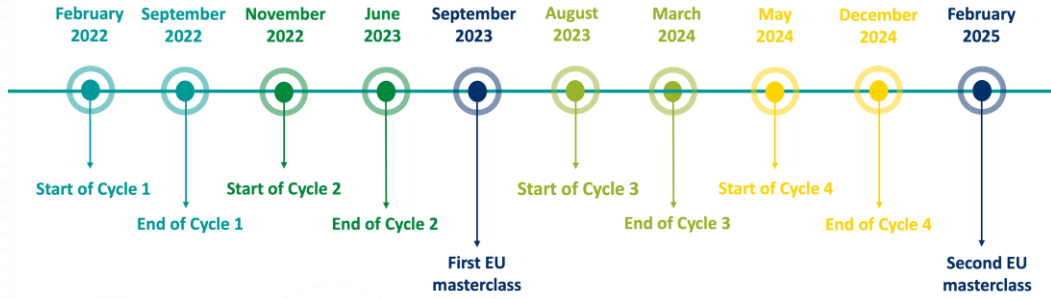 February 2022
September 2022
November 2022
June 2023
September 2023
August 2023
March 2024
May 2024
December 2024
February 2025
Start of Cycle 1
End of Cycle 1
Start of Cycle 2
End of Cycle 2
First EU masterclass
Start of Cycle 3
End of Cycle 3
Start of Cycle 4
End of Cycle 4
Second EU masterclass